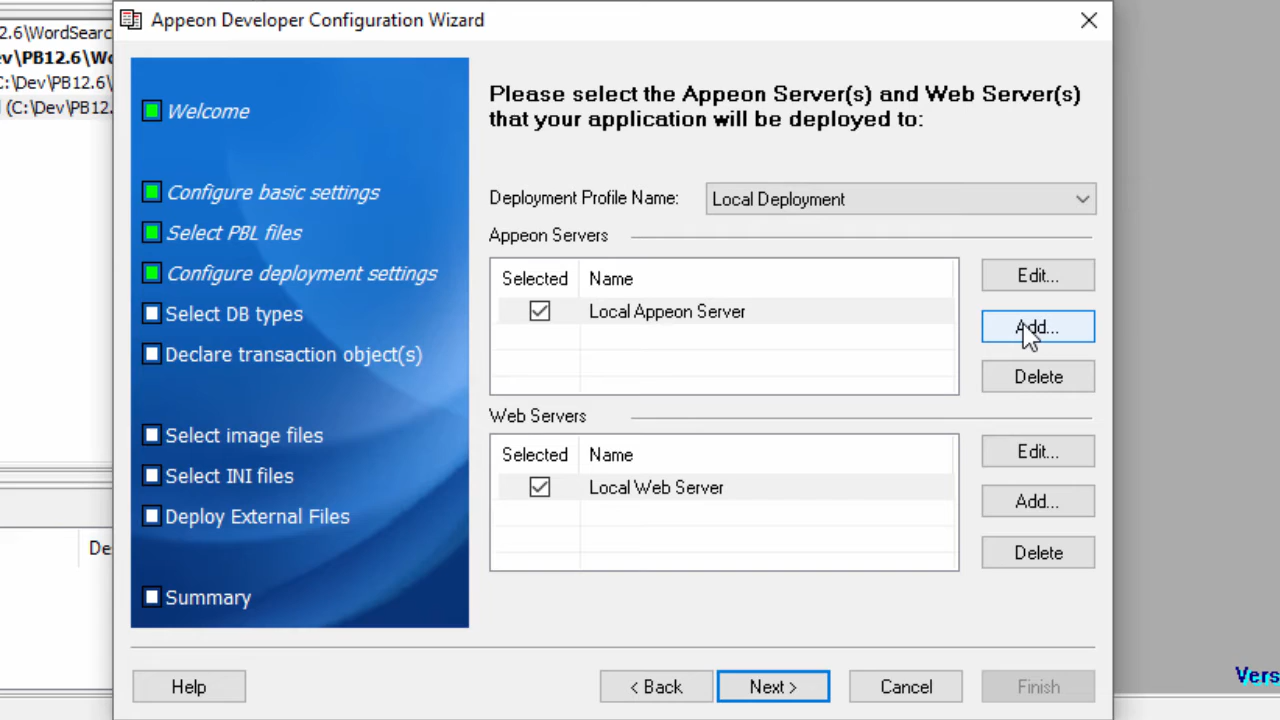 Appeon Developer Configuration Wizard
2.6\WordSearc
ev\PB12.6\Wo
C:\Dev\PB12.6\
(C:\Dev\PB12.
De
Welcome
Configure basic settings
Select PBL files
Configure deployment settings
Select DB types
Declare transaction object(s)
Select image files
Select INI files
Deploy External Files
Summary
Please select the Appeon Server(s) and Web Server(s)
that your application will be deployed to:
Deployment Profile Name: Local Deployment
Appeon Servers
Selected Name
Local Appeon Server
Edit...
Add...
Delete
Web Servers
Selected Name
Local Web Server
Edit...
Add...
Delete
Help < Back Next > Cancel Finish
Vers